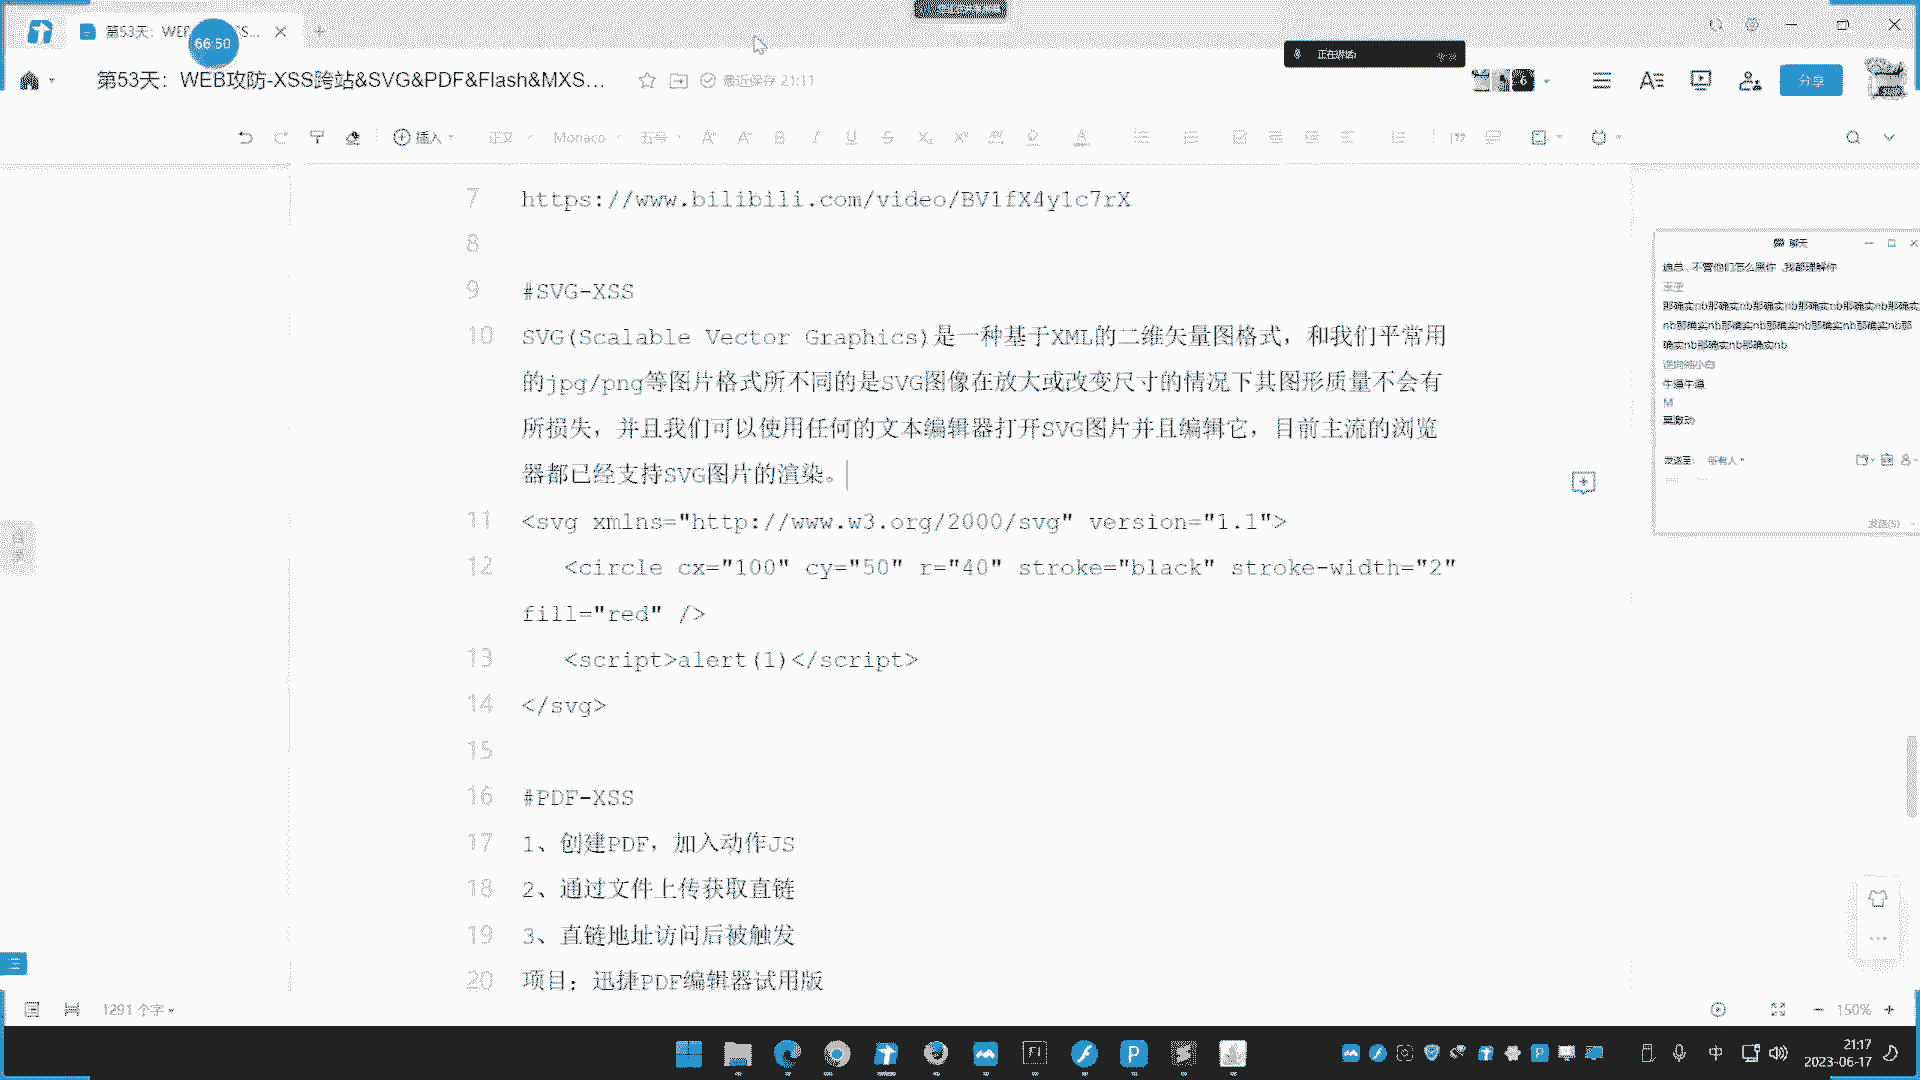 第53天：WEB
66:50
正在讲话:
第53天：WEB攻防-XSS跨站&SVG&PDF&Flash&MXS...
最近保存 21:11
分享
插入
正文
Monaco
五号
7 https://www.bilibili.com/video/BV1fX4y1c7rX
8
9 #SVG-XSS
10 SVG(Scalable Vector Graphics)是一种基于XML的二维矢量图格式，和我们平常用
的jpg/png等图片格式所不同的是SVG图像在放大或改变尺寸的情况下其图形质量不会有
所损失，并且我们可以使用任何的文本编辑器打开SVG图片并且编辑它，目前主流的浏览
器都已经支持SVG图片的渲染。
11 <svg xmlns="http://www.w3.org/2000/svg" version="1.1">
12 <circle cx="100" cy="50" r="40" stroke="black" stroke-width="2"
fill="red" />
13 <script>alert(1)</script>
14 </svg>
15
16 #PDF-XSS
17 1、创建PDF，加入动作JS
18 2、通过文件上传获取直链
19 3、直链地址访问后被触发
20 项目：迅捷PDF编辑器试用版
聊天
迪总，不管他们怎么黑你，我都理解你
那确实nb那确实nb那确实nb那确实nb那确实nb那确实
nb那确实nb那确实nb那确实nb那确实nb那确实nb那
确实nb那确实nb那确实nb
牛逼牛逼
M
莫激动
发送至： 所有人
发送(S)
目录
1291 个字
150%
中
21:17
2023-06-17